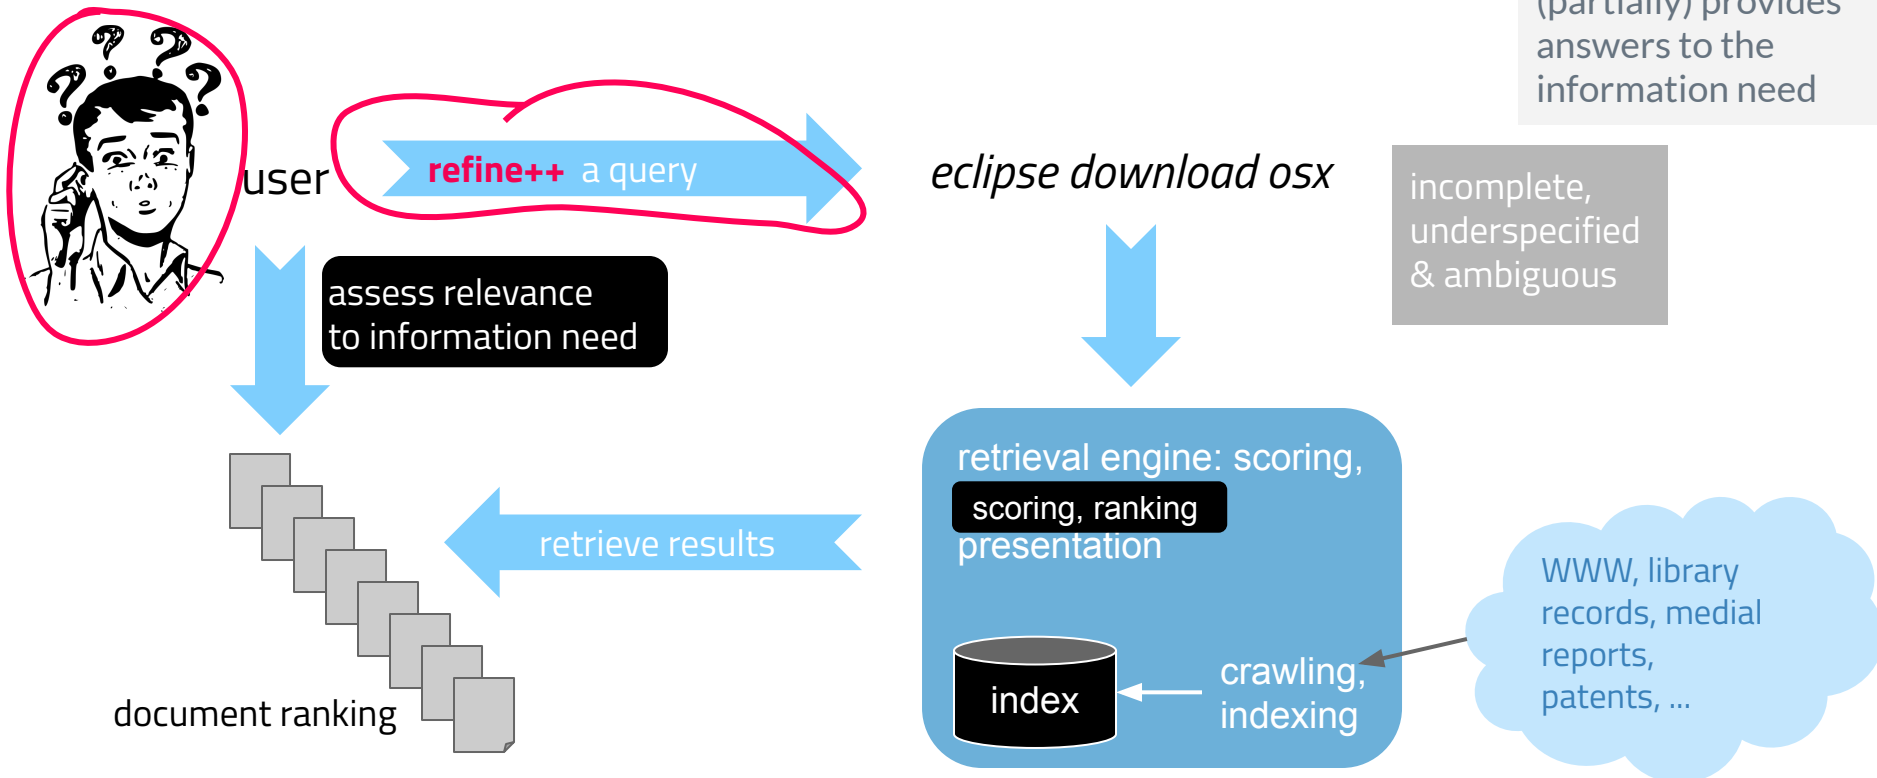 (partially) provides
answers to the
information need
? ? ? ?
user
refine++ a query
eclipse download osx
incomplete,
underspecified
& ambiguous
assess relevance
to information need
retrieval engine: scoring,
scoring, ranking
presentation
retrieve results
WWW, library
records, medial
reports,
patents, ...
crawling,
indexing
index
document ranking